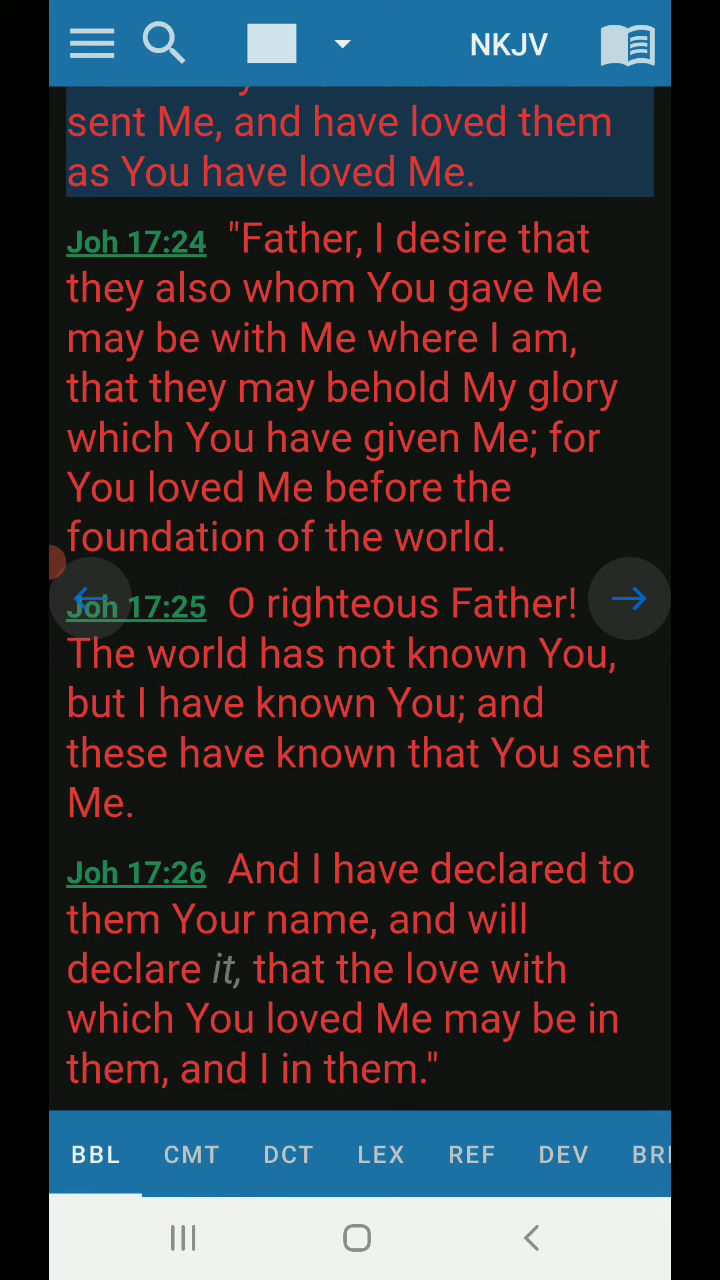 NKJV
sent Me, and have loved them
as You have loved Me.
Joh 17:24 "Father, I desire that
they also whom You gave Me
may be with Me where I am,
that they may behold My glory
which You have given Me; for
You loved Me before the
foundation of the world.
Joh 17:25 O righteous Father!
The world has not known You,
but I have known You; and
these have known that You sent
Me.
Joh 17:26 And I have declared to
them Your name, and will
declare it, that the love with
which You loved Me may be in
them, and I in them."
BBL CMT DCT LEX REF DEV